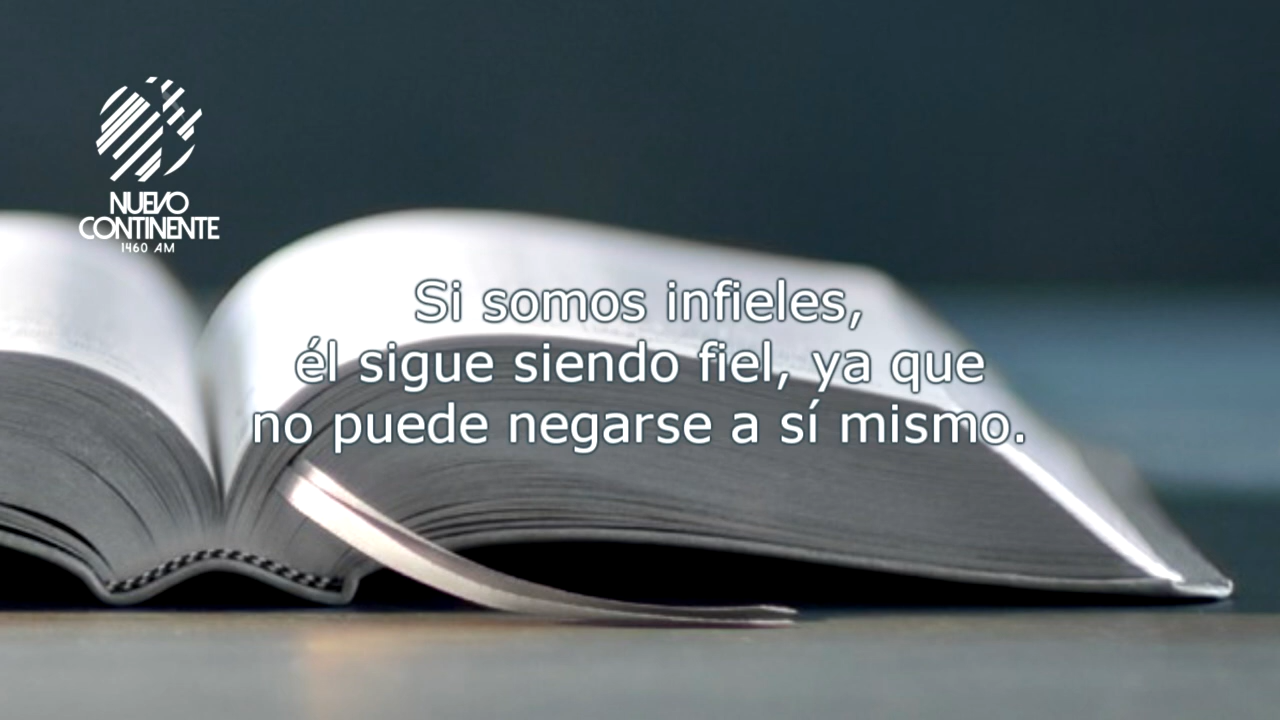 NUEVO
CONTINENTE
1460 AM
Si somos infieles,
él sigue siendo fiel, ya que
no puede negarse a sí mismo.